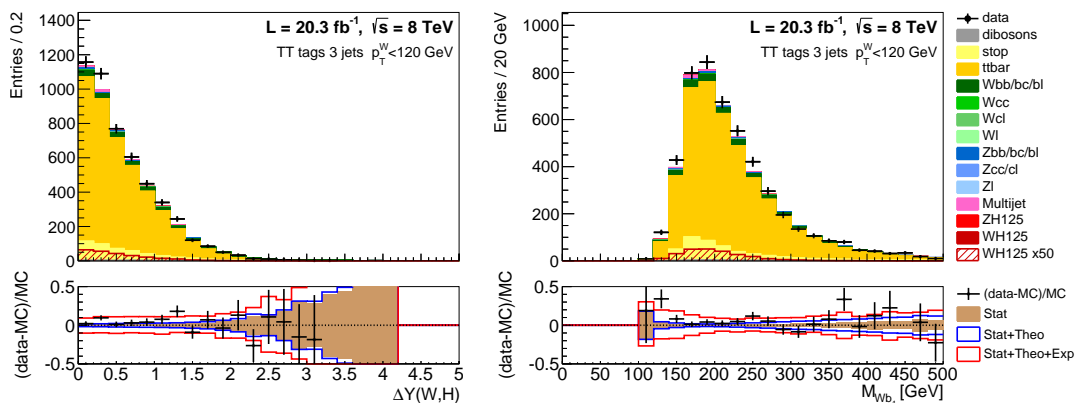 L = 20.3 fb⁻¹, √s = 8 TeV
TT tags 3 jets p_T^W<120 GeV
Entries / 0.2
1400
1200
1000
800
600
400
200
0
(data-MC)/MC
0.5
0
-0.5
0 0.5 1 1.5 2 2.5 3 3.5 4 4.5 5
ΔY(W,H)
L = 20.3 fb⁻¹, √s = 8 TeV
TT tags 3 jets p_T^W<120 GeV
Entries / 20 GeV
1000
800
600
400
200
0
(data-MC)/MC
0.5
0
-0.5
0 50 100 150 200 250 300 350 400 450 500
[GeV]
data
dibosons
stop
ttbar
Wbb/bc/bl
Wcc
Wcl
Wl
Zbb/bc/bl
Zcc/cl
Zl
Multijet
ZH125
WH125
WH125 x50
(data-MC)/MC
Stat
Stat+Theo
Stat+Theo+Exp